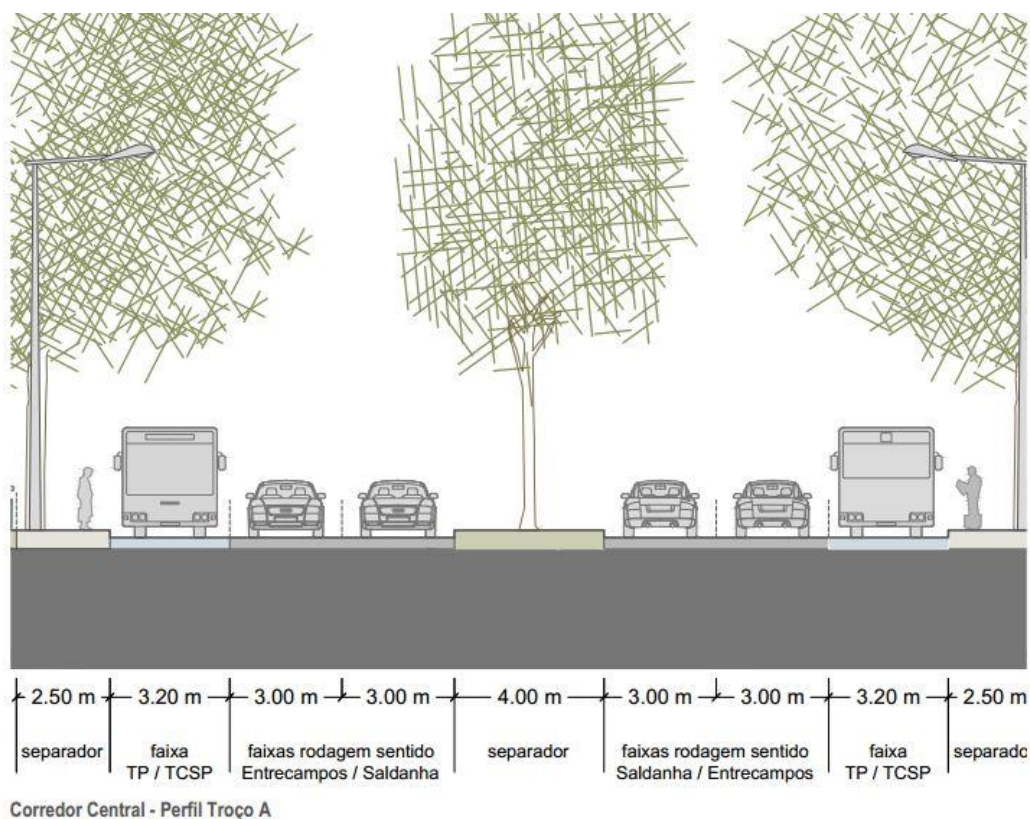 2.50 m 3.20 m 3.00 m 3.00 m 4.00 m 3.00 m 3.00 m 3.20 m 2.50 m
separador
faixa
TP / TCSP
faixas rodagem sentido
Entrecampos / Saldanha
separador
faixas rodagem sentido
Saldanha / Entrecampos
faixa
TP / TCSP
separado
Corredor Central - Perfil Troço A